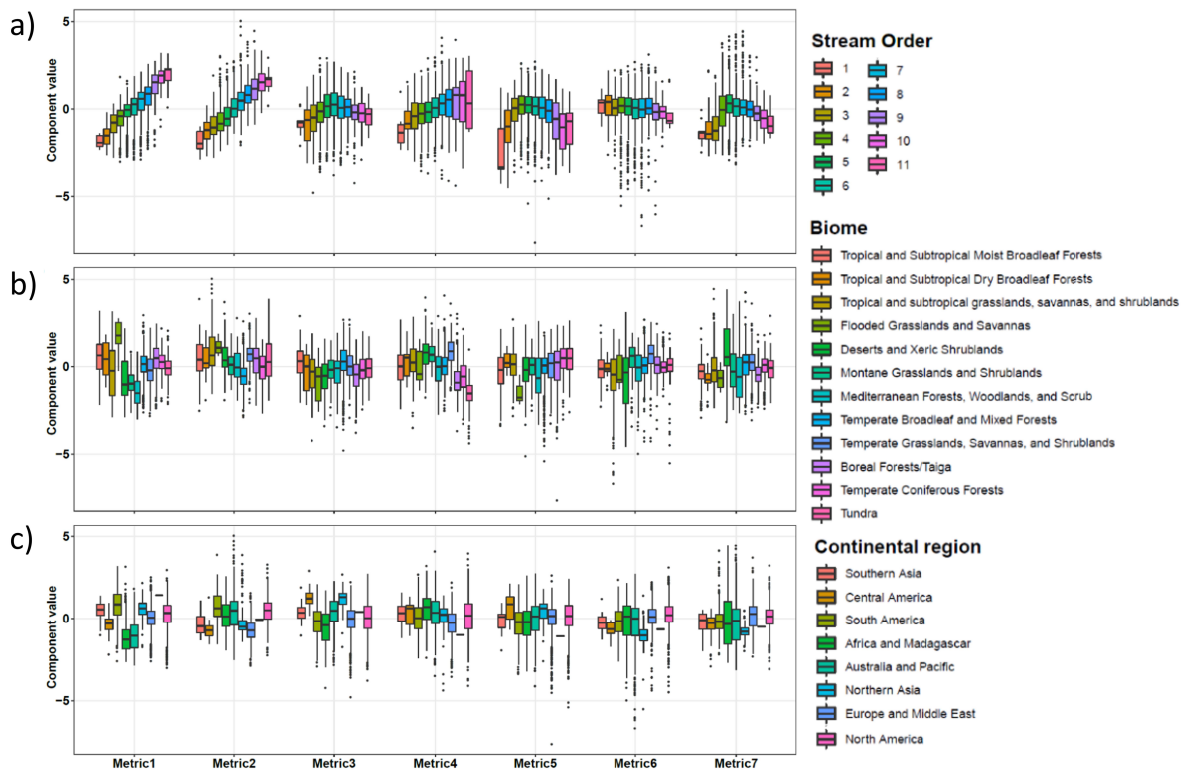 a)
5
0
−5
Component value
Stream Order
1
2
3
4
5
6
7
8
9
10
11
b)
5
0
−5
Component value
Biome
Tropical and Subtropical Moist Broadleaf Forests
Tropical and Subtropical Dry Broadleaf Forests
Tropical and subtropical grasslands, savannas, and shrublands
Flooded Grasslands and Savannas
Deserts and Xeric Shrublands
Montane Grasslands and Shrublands
Mediterranean Forests, Woodlands, and Scrub
Temperate Broadleaf and Mixed Forests
Temperate Grasslands, Savannas, and Shrublands
Boreal Forests/Taiga
Temperate Coniferous Forests
Tundra
c)
5
0
−5
Component value
Metric1 Metric2 Metric3 Metric4 Metric5 Metric6 Metric7
Continental region
Southern Asia
Central America
South America
Africa and Madagascar
Australia and Pacific
Northern Asia
Europe and Middle East
North America